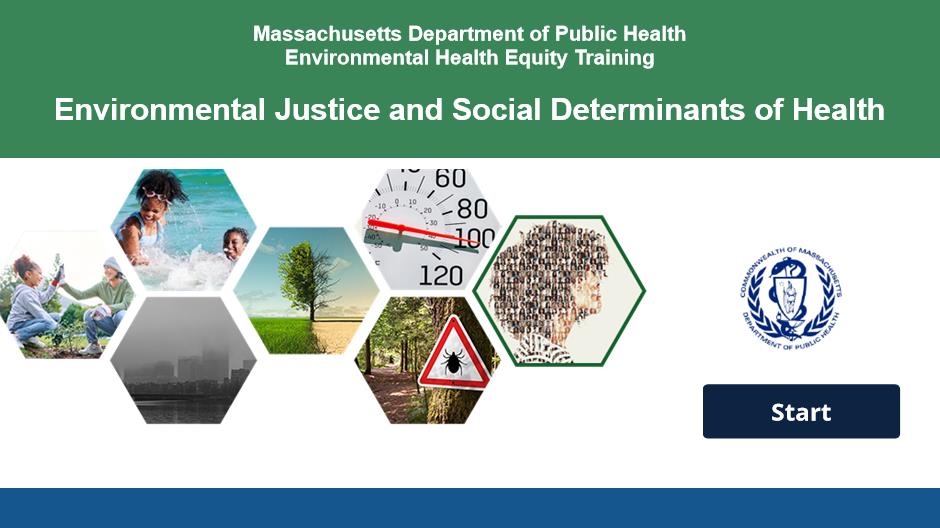 Massachusetts Department of Public Health
Environmental Health Equity Training
Environmental Justice and Social Determinants of Health
60
80
100
120
COMMONWEALTH OF MASSACHUSETTS
DEPARTMENT OF PUBLIC HEALTH
Start